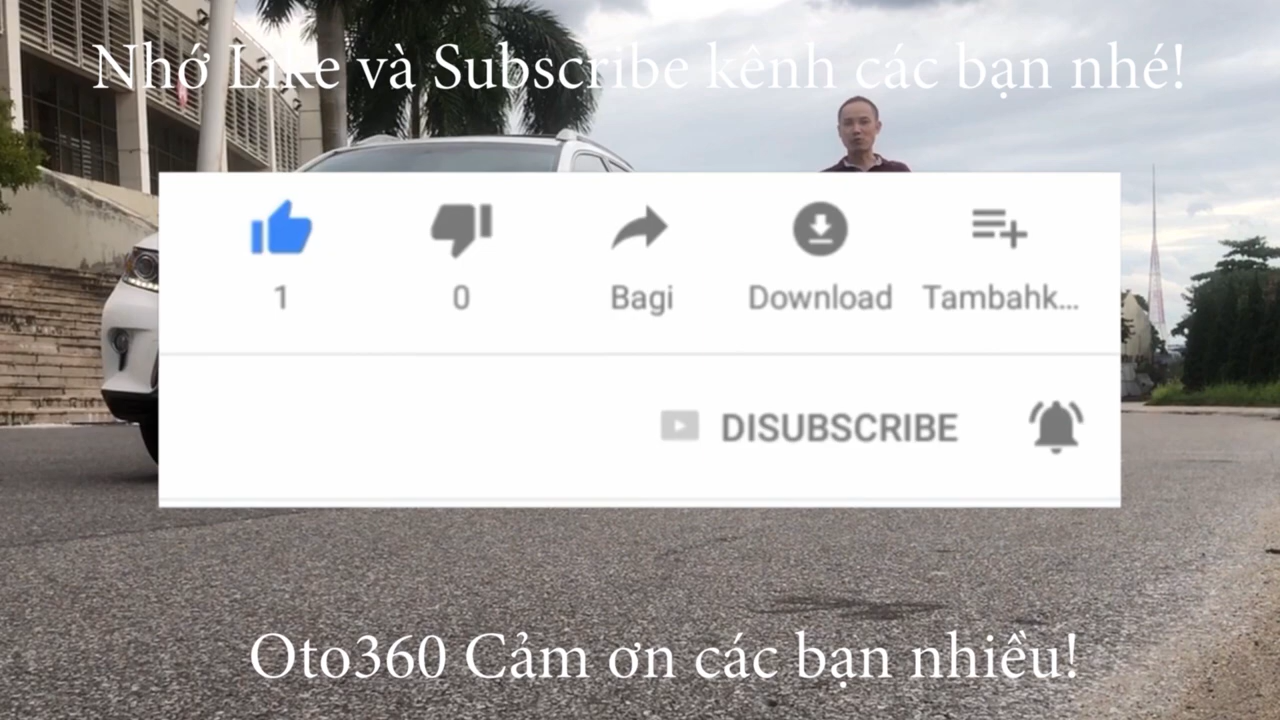 Nhớ Like và Subscribe kênh các bạn nhé!
1 0 Bagi Download Tambahk...
DISUBSCRIBE
Oto360 Cảm ơn các bạn nhiều!